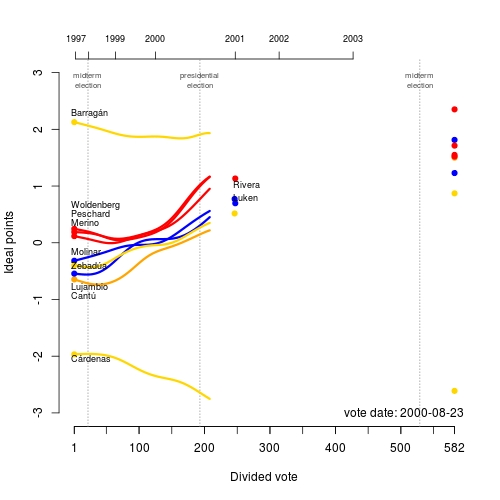 1997 1999 2000 2001 2002 2003
midterm
election
presidential
election
midterm
election
3
2
1
0
-1
-2
-3
Ideal points
Barragán
Woldenberg
Peschard
Merino
Molinar
Zebadúa
Lujambio
Cantú
Cárdenas
Rivera
Luken
vote date: 2000-08-23
1 100 200 300 400 500 582
Divided vote